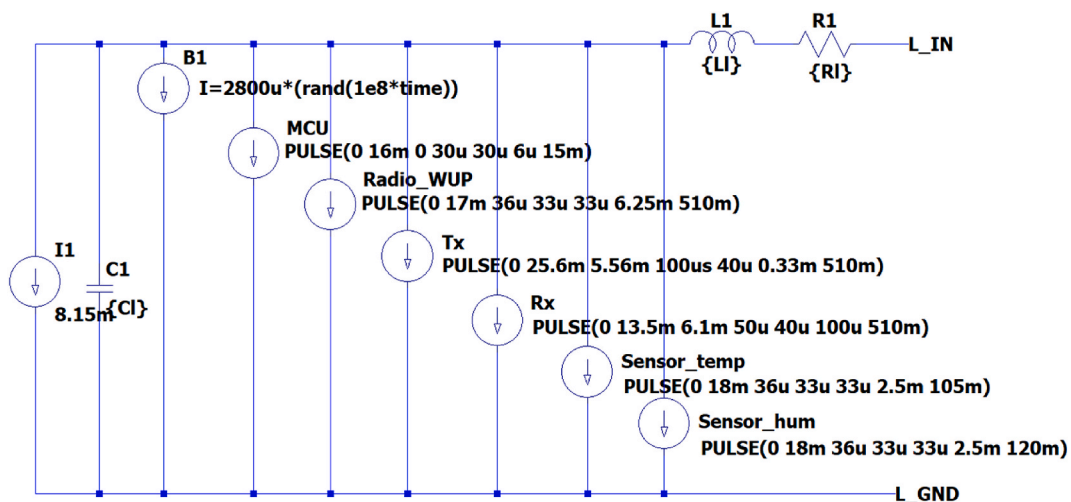 L1
{Ll}
R1
{Rl}
L_IN
B1
I=2800u*(rand(1e8*time))
MCU
PULSE(0 16m 0 30u 30u 6u 15m)
Radio_WUP
PULSE(0 17m 36u 33u 33u 6.25m 510m)
Tx
PULSE(0 25.6m 5.56m 100us 40u 0.33m 510m)
I1
8.15m
C1
{Cl}
Rx
PULSE(0 13.5m 6.1m 50u 40u 100u 510m)
Sensor_temp
PULSE(0 18m 36u 33u 33u 2.5m 105m)
Sensor_hum
PULSE(0 18m 36u 33u 33u 2.5m 120m)
L_GND